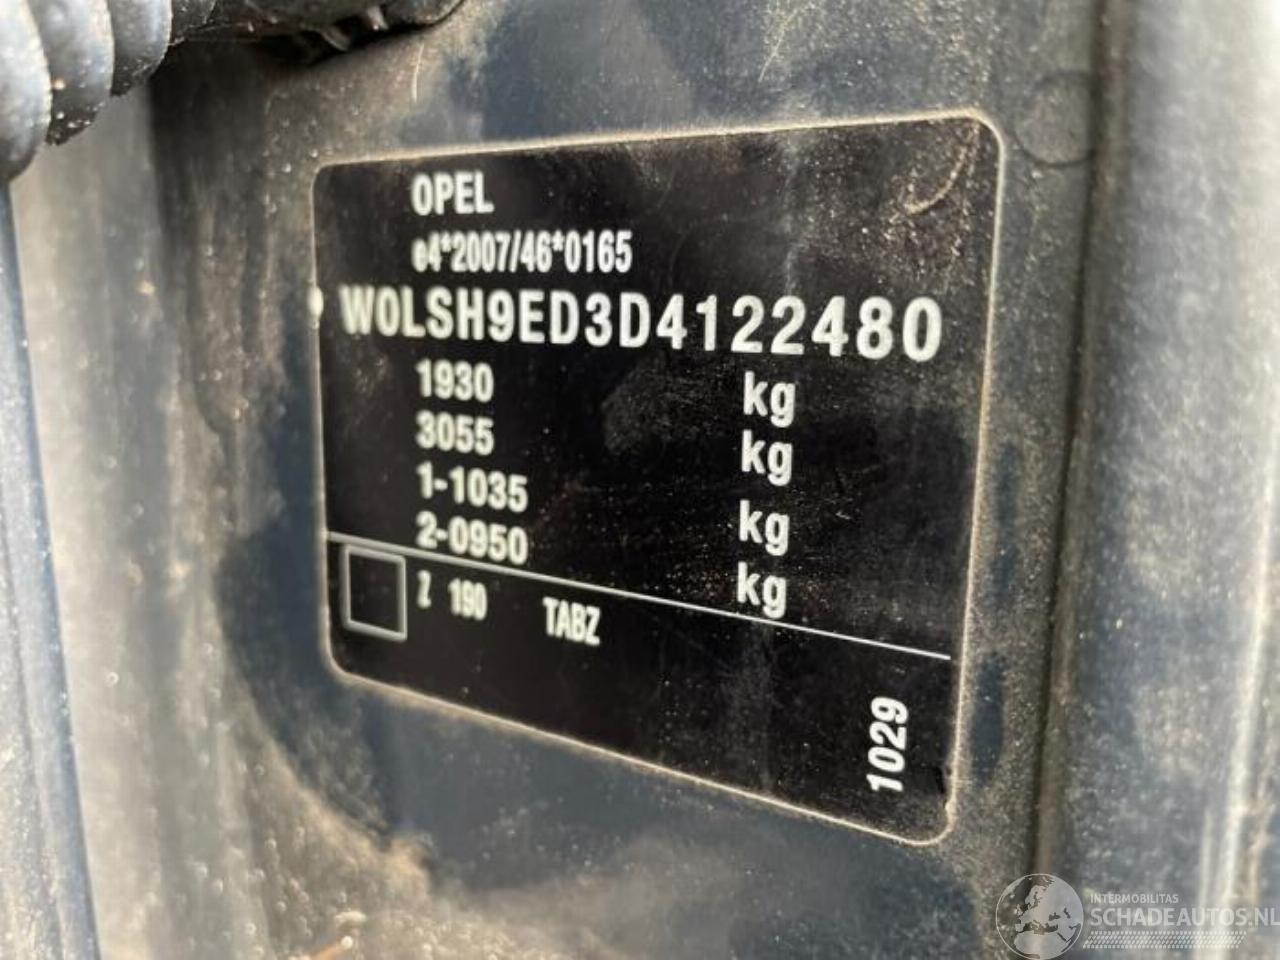 OPEL
e4*2007/46*0165
W0LSH9ED3D4122480
1930 kg
3055 kg
1-1035 kg
2-0950 kg
Z 190 TABZ
1029
INTERMOBILITAS
SCHADEAUTOS.NL